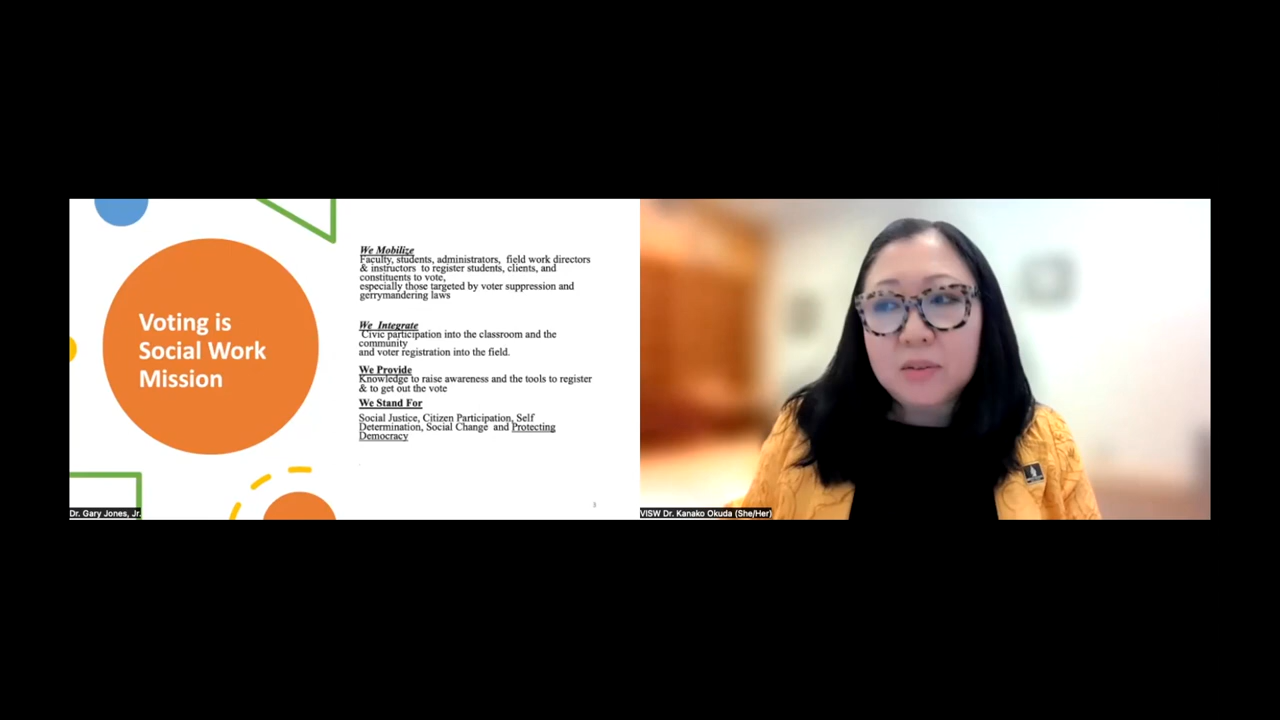 Voting is
Social Work
Mission
We Mobilize
Faculty, students, administrators, field work directors
& instructors to register students, clients, and
constituents to vote,
especially those targeted by voter suppression and
gerrymandering laws
We Integrate
Civic participation into the classroom and the
community
and voter registration into the field.
We Provide
Knowledge to raise awareness and the tools to register
& to get out the vote
We Stand For
Social Justice, Citizen Participation, Self
Determination, Social Change and Protecting
Democracy
3
Dr. Gary Jones, Jr.
VISW Dr. Kanako Okuda (She/Her)